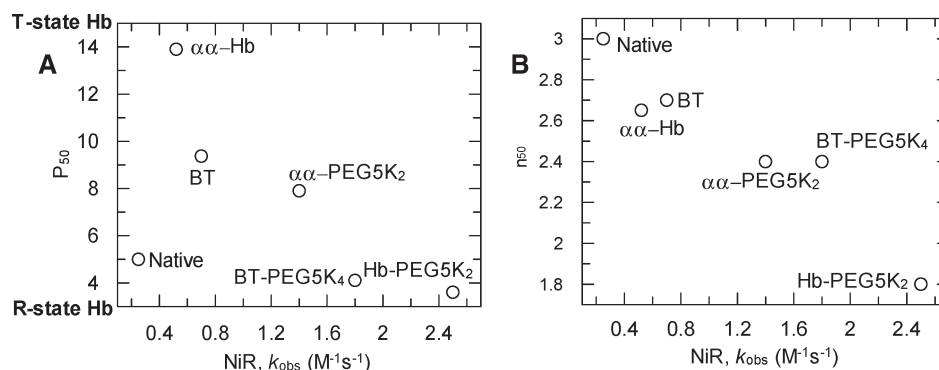 T-state Hb
A
14
12
10
8
6
4
R-state Hb
P50
αα–Hb
BT
αα–PEG5K2
Native
BT-PEG5K4
Hb-PEG5K2
0.4 0.8 1.2 1.6 2 2.4
NiR, kobs (M-1s-1)
B
3
2.8
2.6
2.4
2.2
2
1.8
n50
Native
BT
αα–Hb
BT-PEG5K4
αα–PEG5K2
Hb-PEG5K2
0.4 0.8 1.2 1.6 2 2.4
NiR, kobs (M-1s-1)